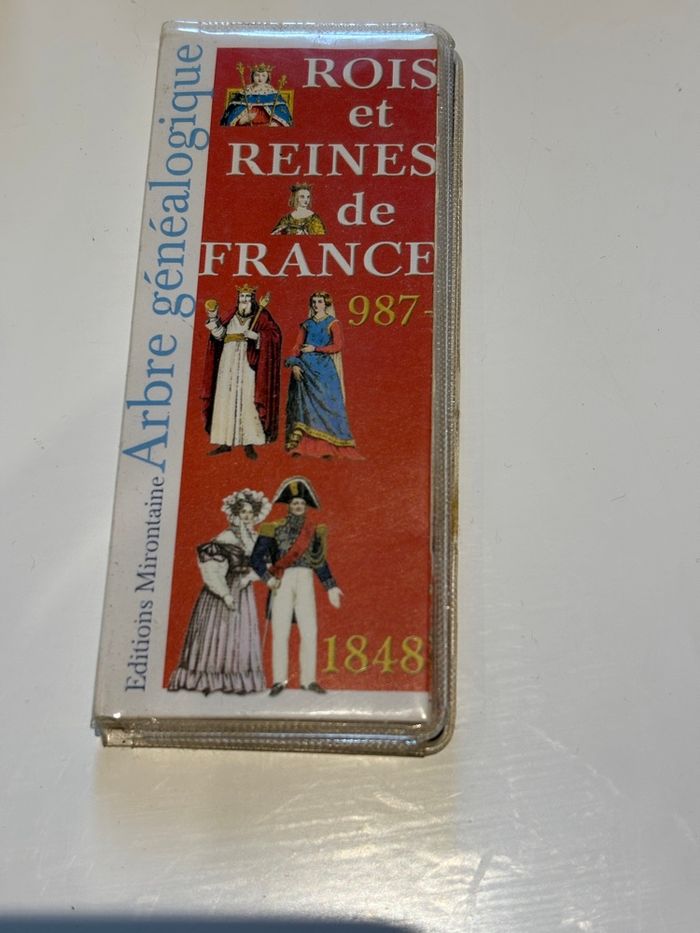 ROIS
et
REINES
de
FRANCE
987-
1848
Editions Mirontaine Arbre généalogique